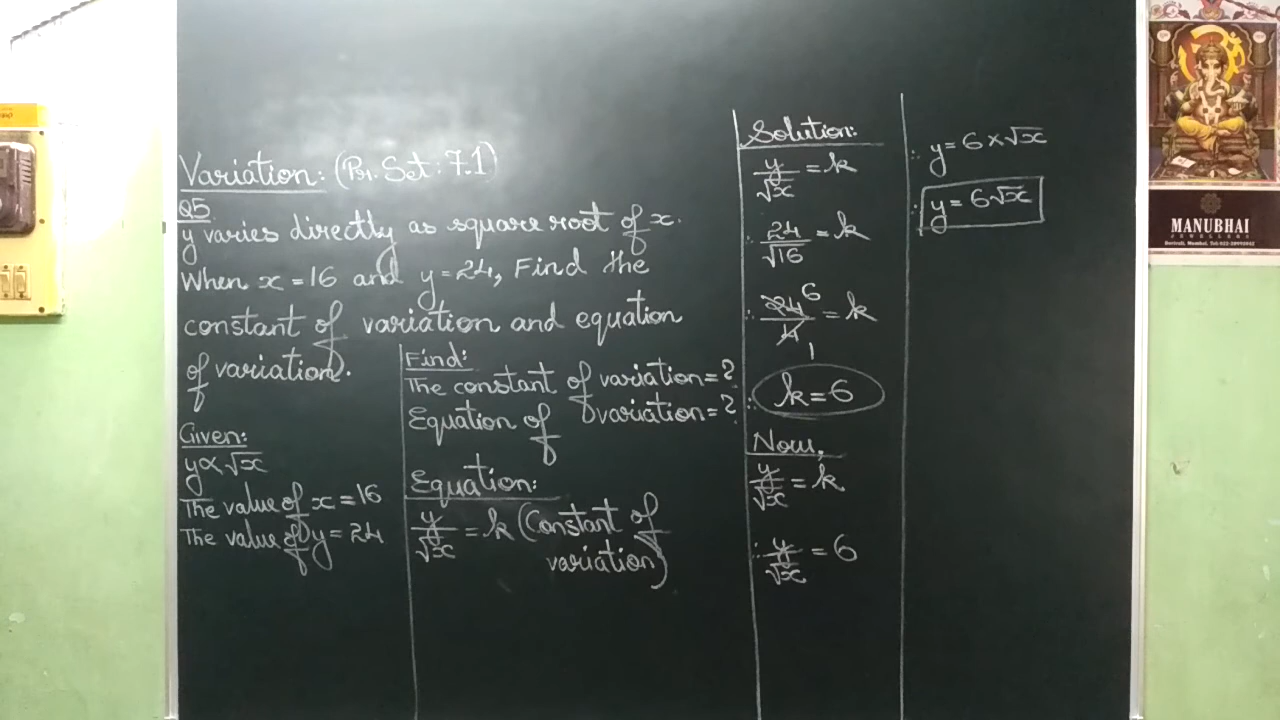 Variation: (Pr. Set: 7.1)
Q5
y varies directly as square root of x.
When x = 16 and y = 24, Find the
constant of variation and equation
of variation.
Given:
y∝√x
The value of x = 16
The value of y = 24
Find:
The constant of variation = ?
Equation of variation = ?
Equation:
y/√x = k (Constant of
variation)
Solution:
y/√x = k
∴ 24/√16 = k
∴ 24 6/4 1 = k
∴ k = 6
Now,
y/√x = k
∴ y/√x = 6
∴ y = 6 × √x
∴ y = 6√x
MANUBHAI
JEWELLERS